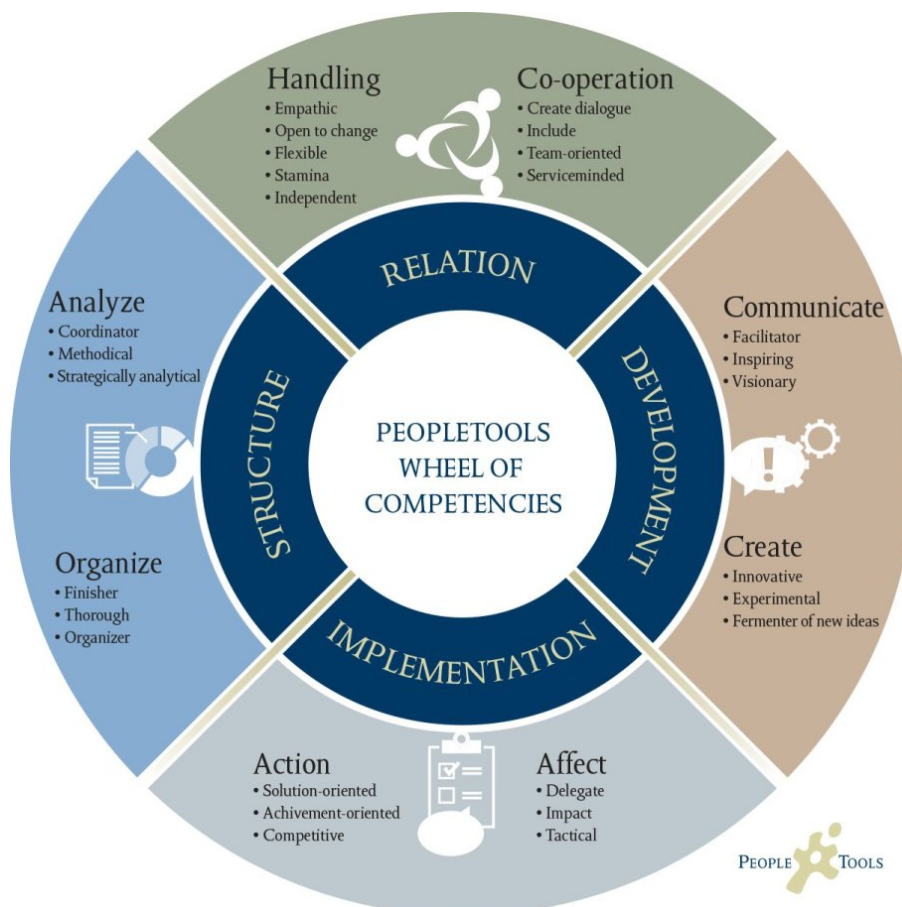 Handling
• Empathic
• Open to change
• Flexible
• Stamina
• Independent
Co-operation
• Create dialogue
• Include
• Team-oriented
• Serviceminded
RELATION
Analyze
• Coordinator
• Methodical
• Strategically analytical
Organize
• Finisher
• Thorough
• Organizer
STRUCTURE
PEOPLETOOLS
WHEEL OF
COMPETENCIES
DEVELOPMENT
Communicate
• Facilitator
• Inspiring
• Visionary
!
Create
• Innovative
• Experimental
• Fermenter of new ideas
IMPLEMENTATION
Action
• Solution-oriented
• Achivement-oriented
• Competitive
Affect
• Delegate
• Impact
• Tactical
PEOPLE TOOLS